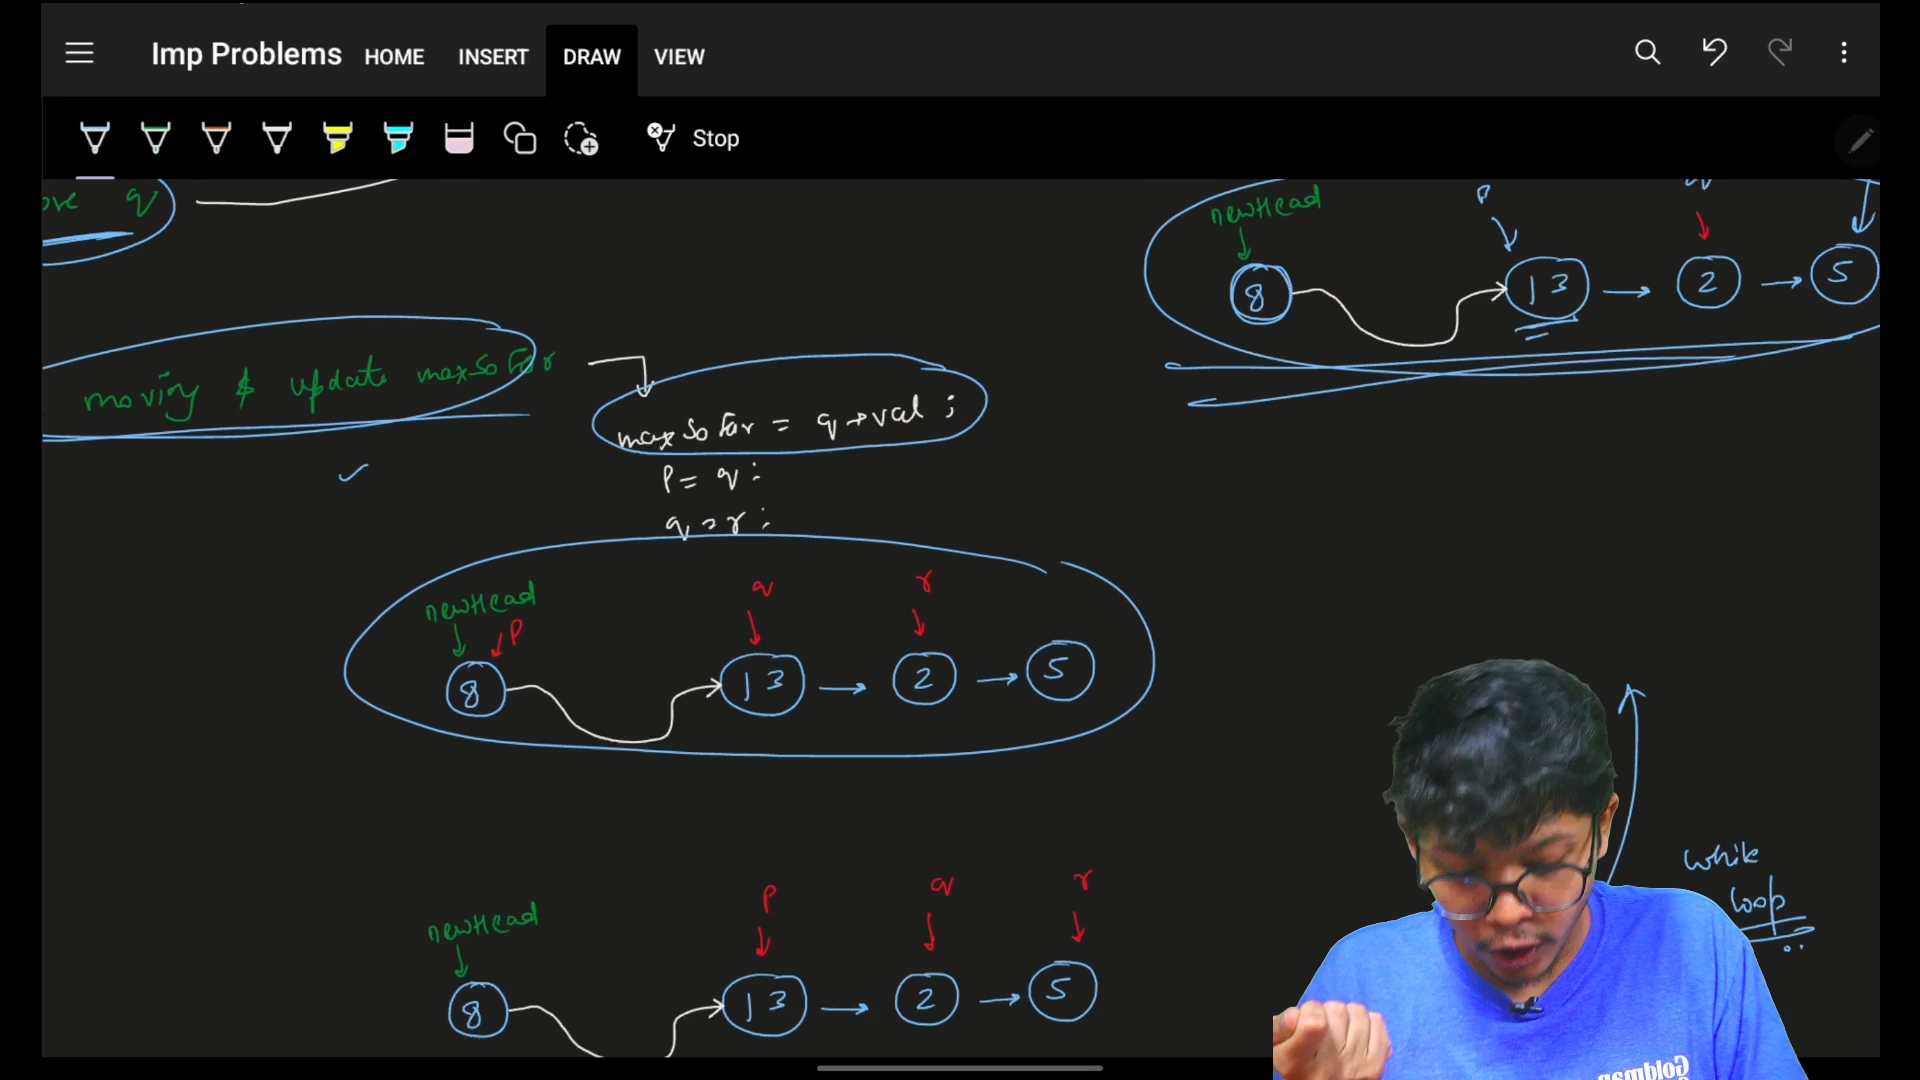 Imp Problems HOME INSERT DRAW VIEW
Stop
ove q
newHead P
8 13 2 5
moving & update maxSoFar
maxSoFar = q→val ;
P = q ;
q = r ;
newHead P q r
8 13 2 5
while
loop
newHead P q r
8 13 2 5